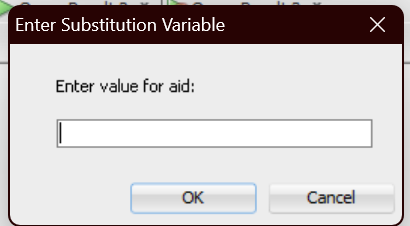 Enter Substitution Variable
Enter value for aid:
OK
Cancel